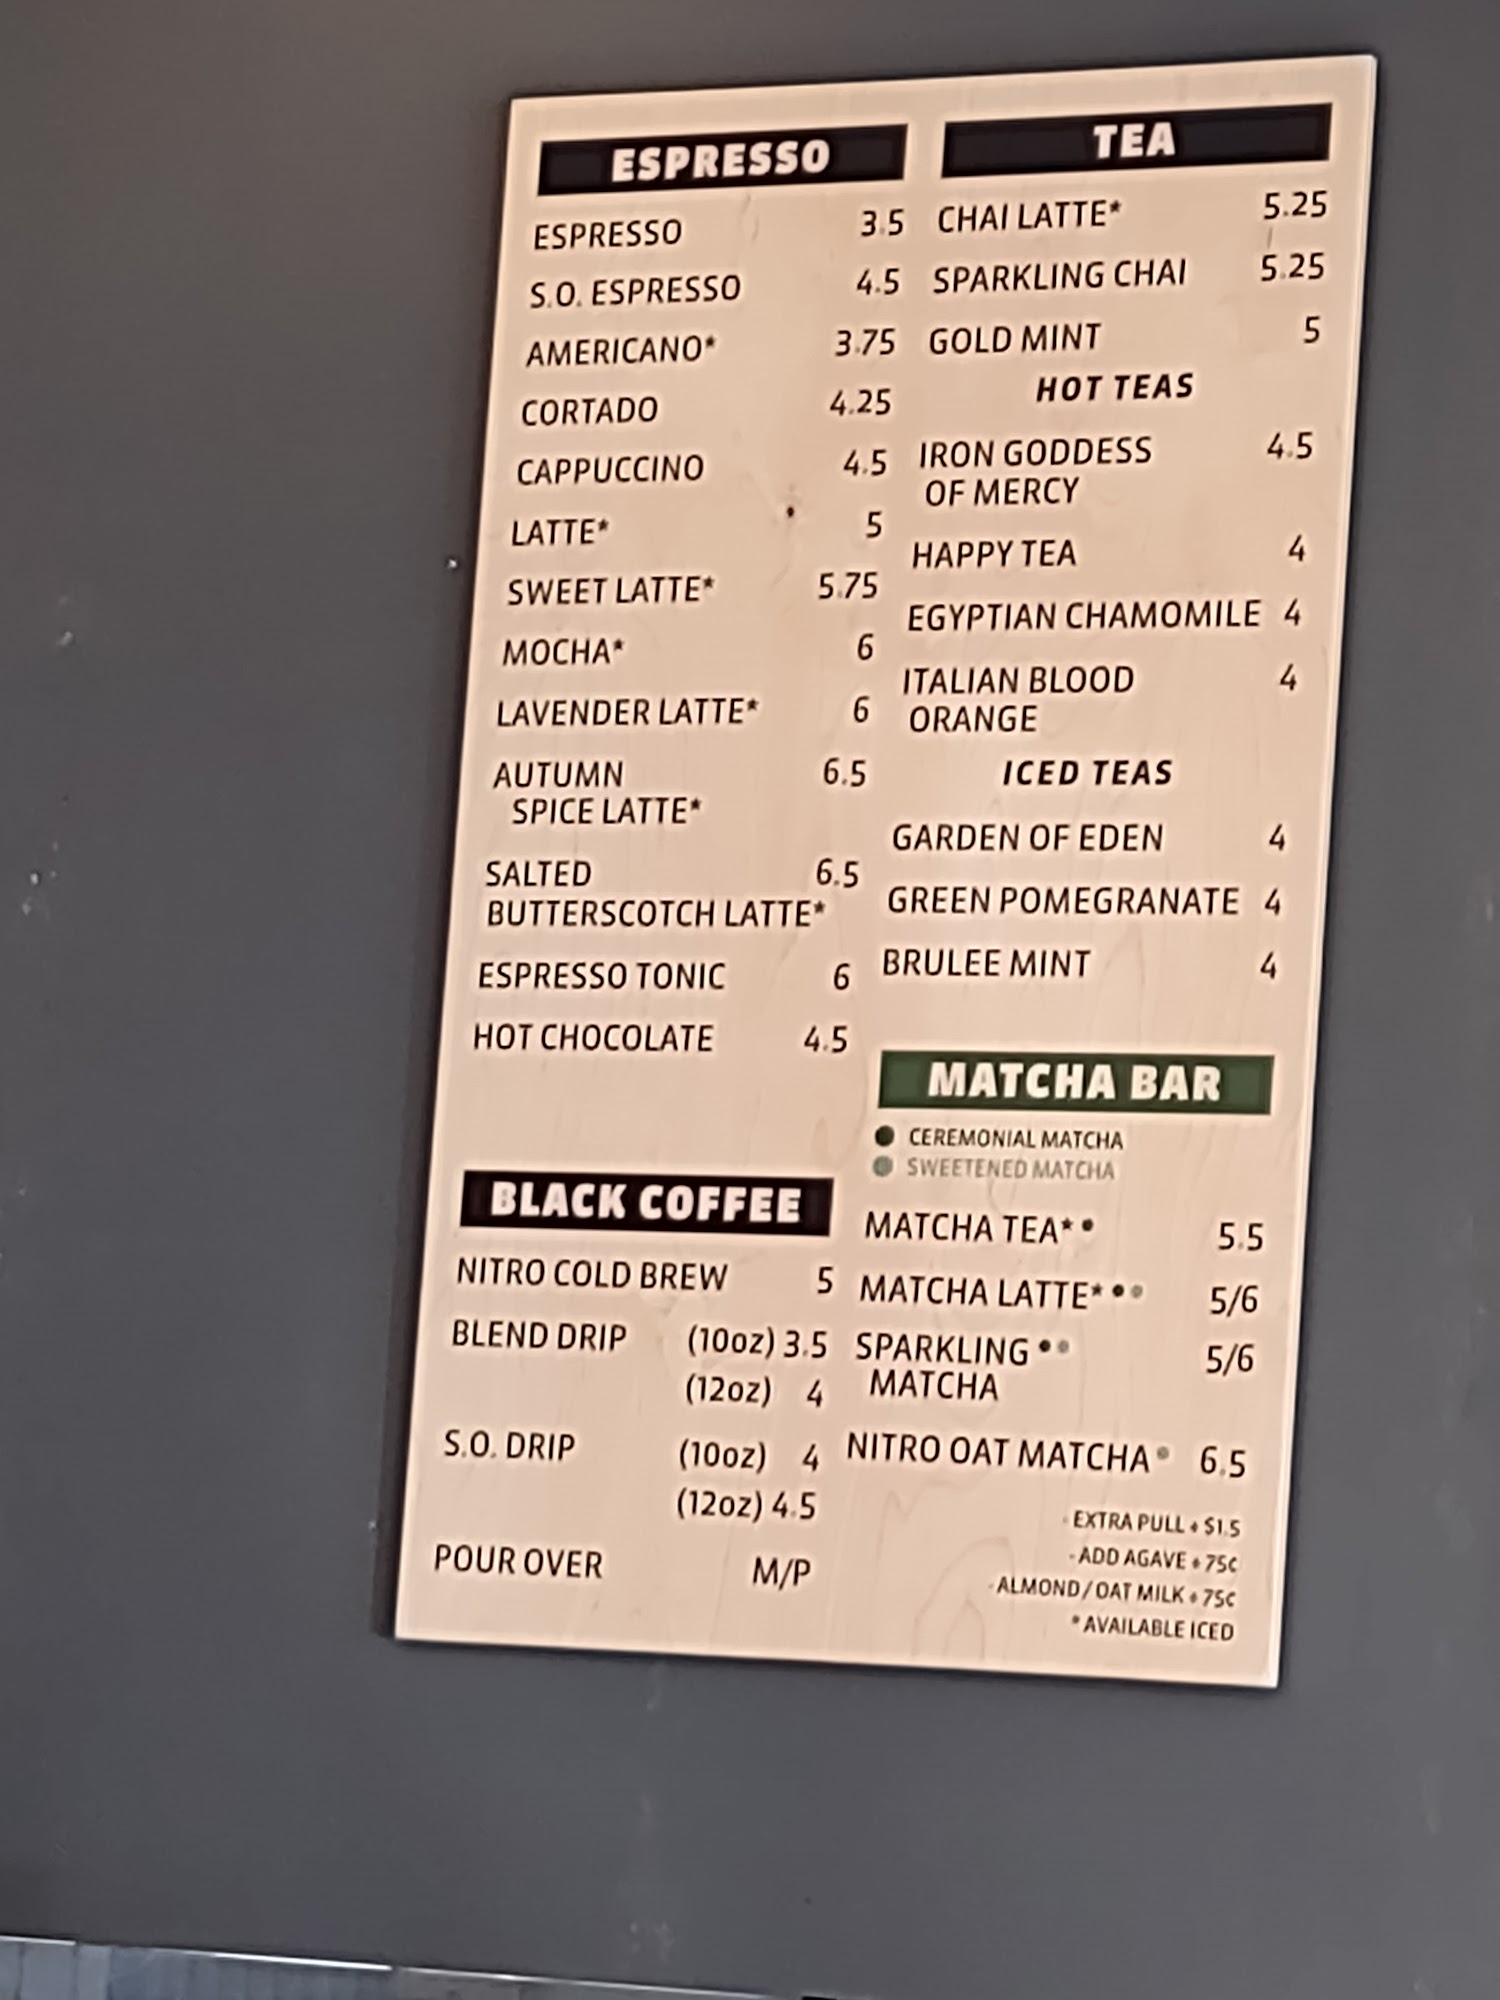 ESPRESSO
ESPRESSO 3.5
S.O. ESPRESSO 4.5
AMERICANO* 3.75
CORTADO 4.25
CAPPUCCINO 4.5
LATTE* 5
SWEET LATTE* 5.75
MOCHA* 6
LAVENDER LATTE* 6
AUTUMN 6.5
SPICE LATTE*
SALTED 6.5
BUTTERSCOTCH LATTE*
ESPRESSO TONIC 6
HOT CHOCOLATE 4.5
BLACK COFFEE
NITRO COLD BREW 5
BLEND DRIP (10oz) 3.5
(12oz) 4
S.O. DRIP (10oz) 4
(12oz) 4.5
POUR OVER M/P
TEA
CHAI LATTE* 5.25
SPARKLING CHAI 5.25
GOLD MINT 5
HOT TEAS
IRON GODDESS 4.5
OF MERCY
HAPPY TEA 4
EGYPTIAN CHAMOMILE 4
ITALIAN BLOOD 4
ORANGE
ICED TEAS
GARDEN OF EDEN 4
GREEN POMEGRANATE 4
BRULEE MINT 4
MATCHA BAR
● CEREMONIAL MATCHA
● SWEETENED MATCHA
MATCHA TEA*• 5.5
MATCHA LATTE*•• 5/6
SPARKLING •• 5/6
MATCHA
NITRO OAT MATCHA• 6.5
- EXTRA PULL + $1.5
- ADD AGAVE + 75¢
- ALMOND/OAT MILK + 75¢
* AVAILABLE ICED